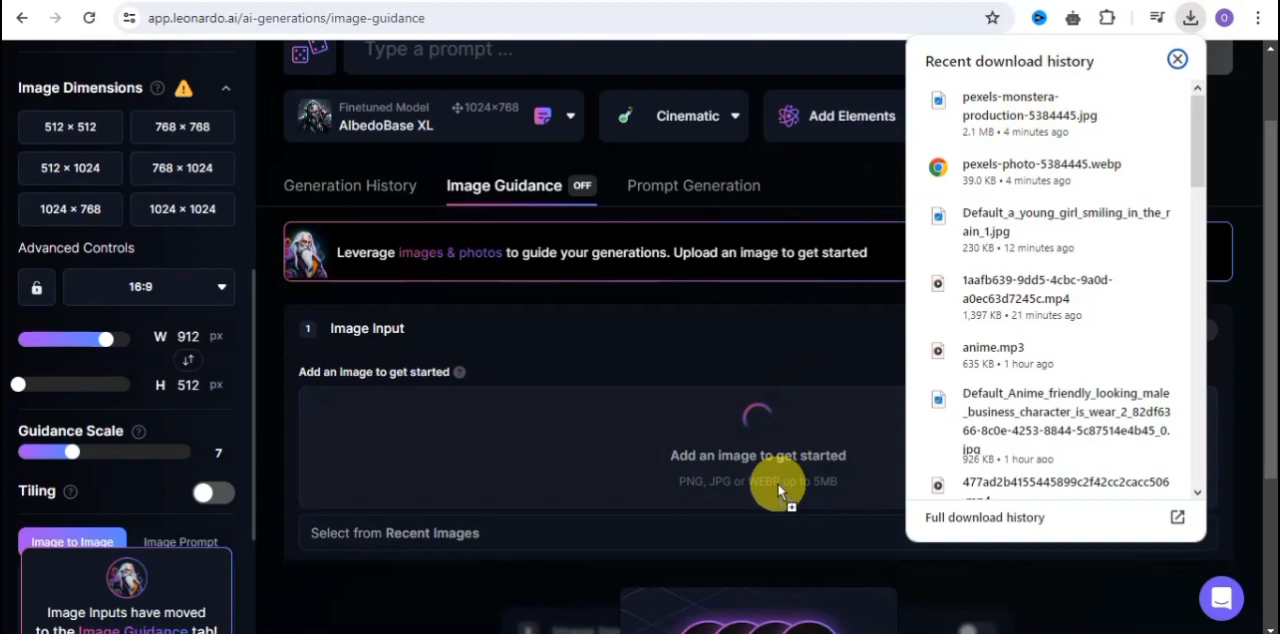 app.leonardo.ai/ai-generations/image-guidance
O
Image Dimensions
512 × 512
768 × 768
512 × 1024
768 × 1024
1024 × 768
1024 × 1024
Advanced Controls
16:9
W 912 px
H 512 px
Guidance Scale
7
Tiling
Image to Image
Image Prompt
Image Inputs have moved
to the Image Guidance tab!
Type a prompt ...
Finetuned Model
1024×768
AlbedoBase XL
Cinematic
Add Elements
Generation History
Image Guidance OFF
Prompt Generation
Leverage images & photos to guide your generations. Upload an image to get started
1 Image Input
Add an image to get started
Add an image to get started
PNG, JPG or WEBP up to 5MB
Select from Recent Images
Recent download history
pexels-monstera-
production-5384445.jpg
2.1 MB • 4 minutes ago
pexels-photo-5384445.webp
39.0 KB • 4 minutes ago
Default_a_young_girl_smiling_in_the_r
ain_1.jpg
230 KB • 12 minutes ago
1aafb639-9dd5-4cbc-9a0d-
a0ec63d7245c.mp4
1,397 KB • 21 minutes ago
anime.mp3
635 KB • 1 hour ago
Default_Anime_friendly_looking_male
_business_character_is_wear_2_82df63
66-8c0e-4253-8844-5c87514e4b45_0.
jpg
926 KB • 1 hour ago
477ad2b4155445899c2f42cc2cacc506
.mp4
Full download history